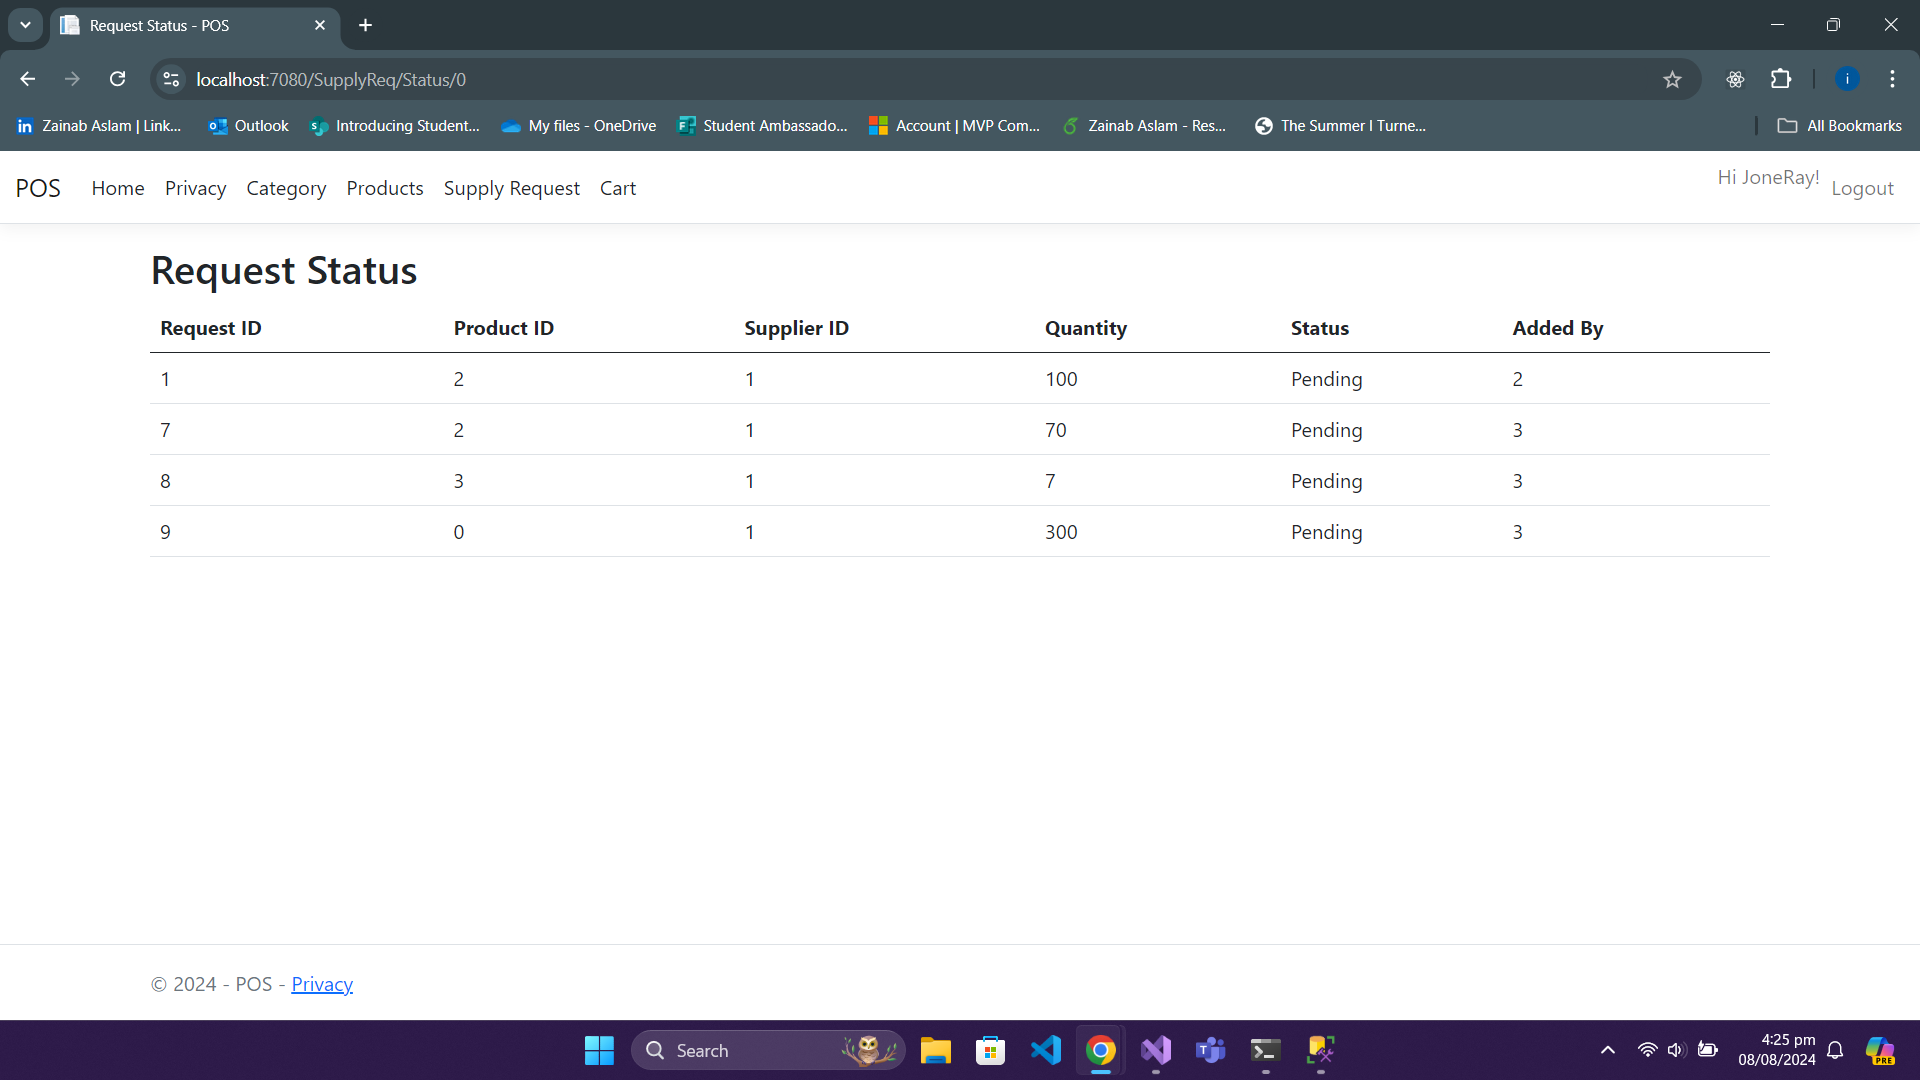 Request Status - POS
localhost:7080/SupplyReq/Status/0
i
Zainab Aslam | Link... Outlook Introducing Student... My files - OneDrive Student Ambassado... Account | MVP Com... Zainab Aslam - Res... The Summer I Turne... All Bookmarks
POS Home Privacy Category Products Supply Request Cart Hi JoneRay! Logout
Request Status
Request ID Product ID Supplier ID Quantity Status Added By
1 2 1 100 Pending 2
7 2 1 70 Pending 3
8 3 1 7 Pending 3
9 0 1 300 Pending 3
© 2024 - POS - Privacy
Search
4:25 pm
08/08/2024
PRE